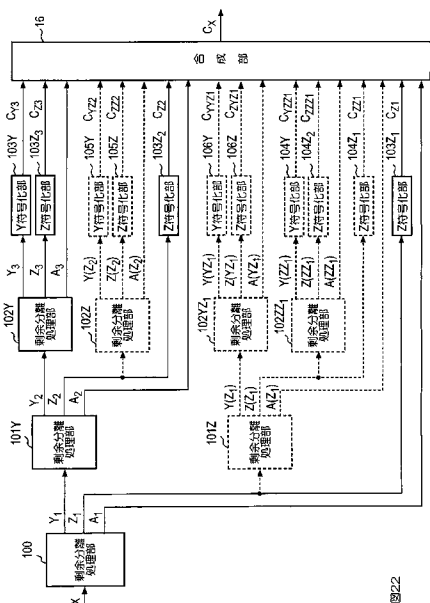 Cx
16
合成部
CY3
CZ3
CYZ2
CZZ2
CZ2
CYYZ1
CZYZ1
CYZZ1
CZZZ1
CZZ1
CZ1
103Y
103Z3
105Y
105Z
103Z2
106Y
106Z
104Y
104Z2
104Z1
103Z1
Y符号化部
Z符号化部
Y符号化部
Z符号化部
Z符号化部
Y符号化部
Z符号化部
Y符号化部
Z符号化部
Z符号化部
Z符号化部
Y3
Z3
A3
Y(Z2)
Z(Z2)
A(Z2)
Y(YZ1)
Z(YZ1)
A(YZ1)
Y(ZZ1)
Z(ZZ1)
A(ZZ1)
102Y
剰余分離
処理部
102Z
剰余分離
処理部
102YZ1
剰余分離
処理部
102ZZ1
剰余分離
処理部
Y2
Z2
A2
Y(Z1)
Z(Z1)
A(Z1)
101Y
剰余分離
処理部
101Z
剰余分離
処理部
Y1
Z1
A1
100
剰余分離
処理部
X
図22